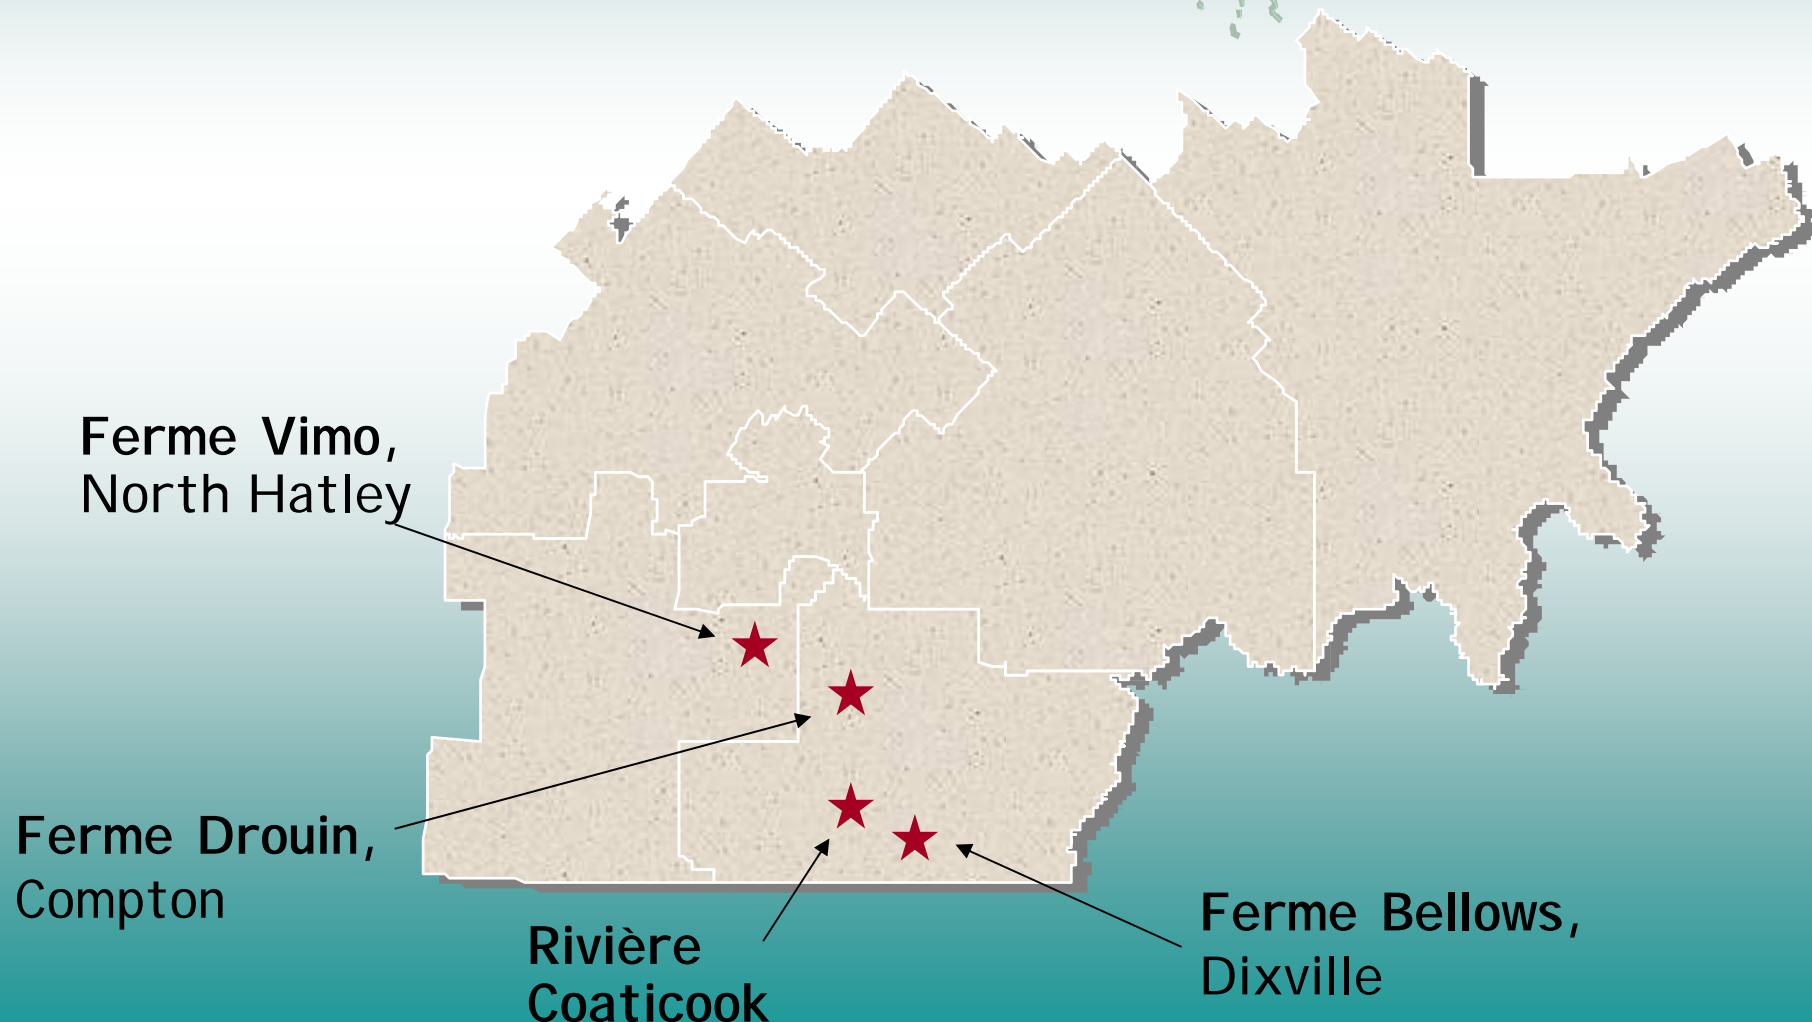 Ferme Vimo,
North Hatley
Ferme Drouin,
Compton
Rivière
Coaticook
Ferme Bellows,
Dixville